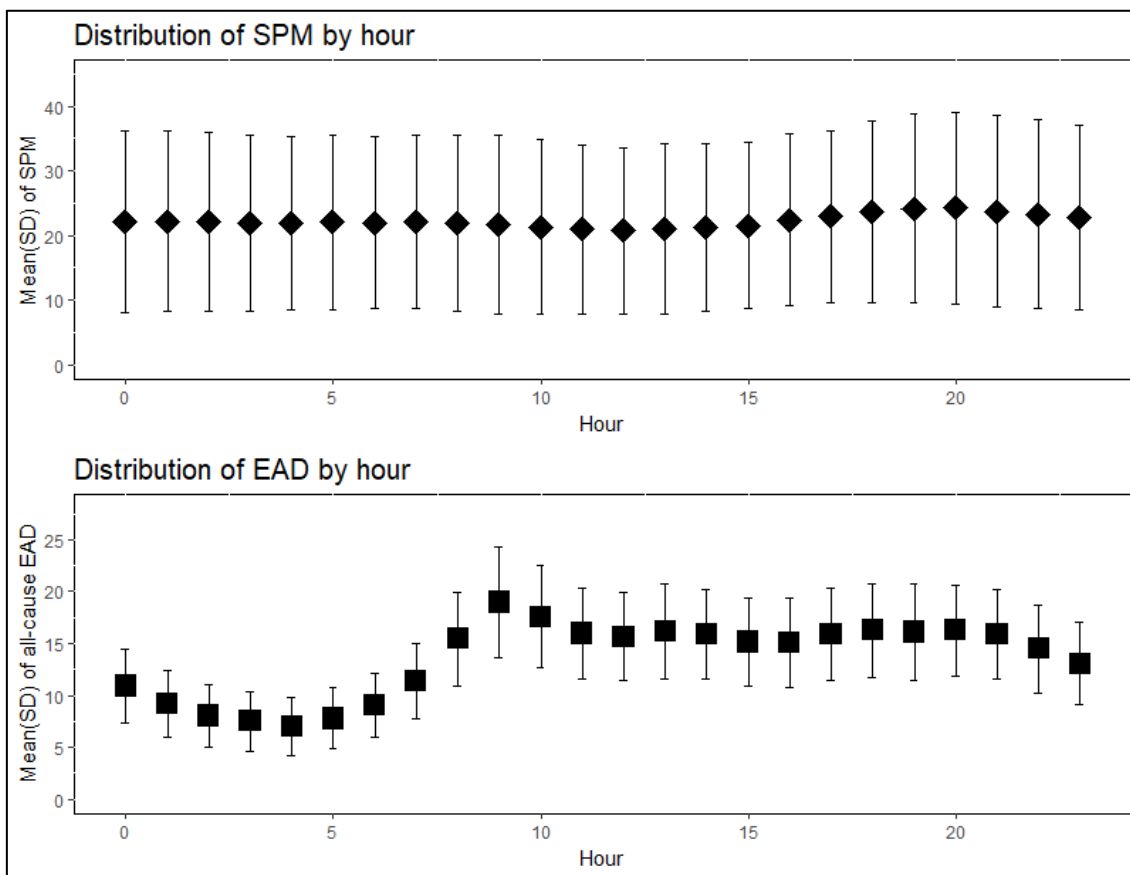 Distribution of SPM by hour
Mean(SD) of SPM
40
30
20
10
0
0 5 10 15 20
Hour
Distribution of EAD by hour
Mean(SD) of all-cause EAD
25
20
15
10
5
0
0 5 10 15 20
Hour